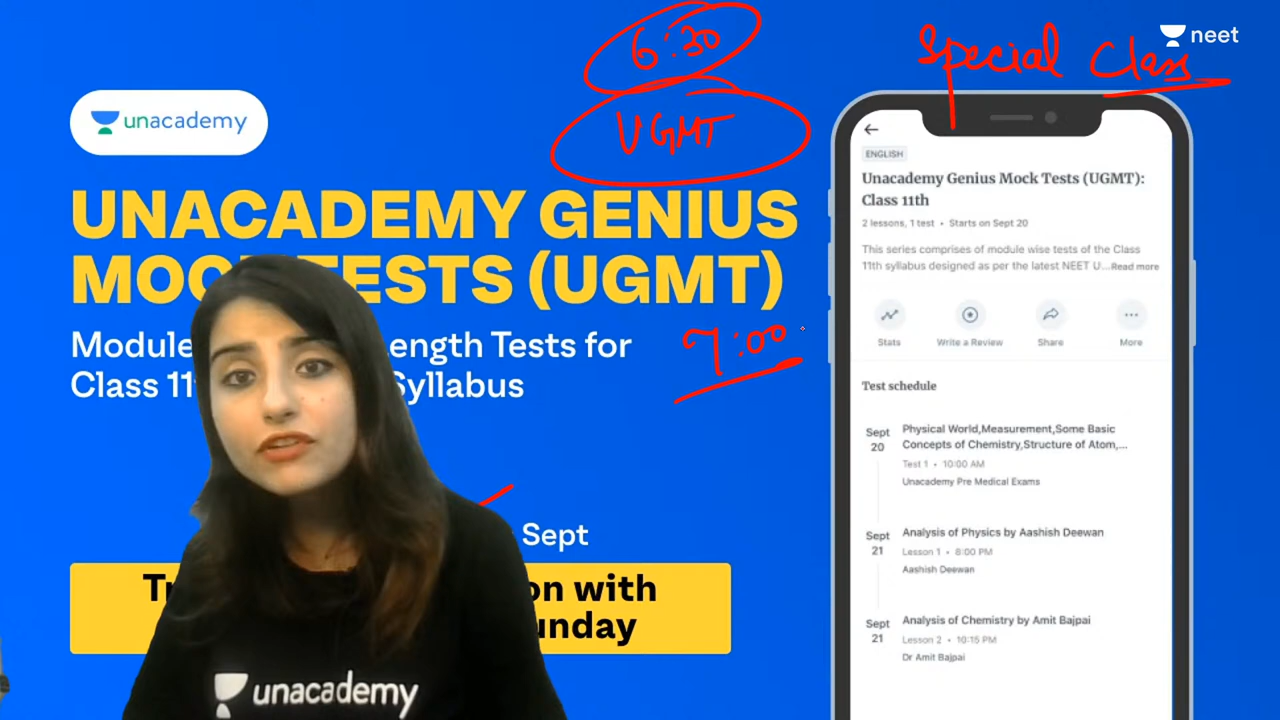 6:30
Special Class
neet
UGMT
unacademy
UNACADEMY GENIUS
MOCK TESTS (UGMT)
Module ength Tests for
Class 11 Syllabus
7:00
Sept
on with
unday
unacademy
ENGLISH
Unacademy Genius Mock Tests (UGMT):
Class 11th
2 lessons, 1 test • Starts on Sept 20
This series comprises of module wise tests of the Class
11th syllabus designed as per the latest NEET U...Read more
Stats
Write a Review
Share
More
Test schedule
Sept
20
Physical World,Measurement,Some Basic
Concepts of Chemistry,Structure of Atom,...
Test 1 • 10:00 AM
Unacademy Pre Medical Exams
Sept
21
Analysis of Physics by Aashish Deewan
Lesson 1 • 8:00 PM
Aashish Deewan
Sept
21
Analysis of Chemistry by Amit Bajpai
Lesson 2 • 10:15 PM
Dr Amit Bajpai